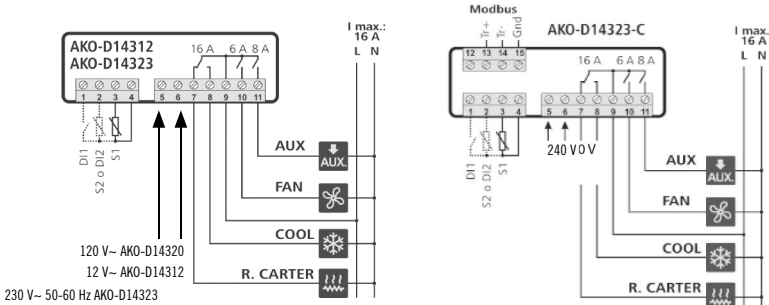 AKO-D14312
AKO-D14323
16 A 6 A 8 A
1 2 3 4 5 6 7 8 9 10 11
DI1
S2 o DI2
S1
I max.:
16 A
L N
AUX
AUX.
FAN
COOL
R. CARTER
120 V~ AKO-D14320
12 V~ AKO-D14312
230 V~ 50-60 Hz AKO-D14323
Modbus
Tr+
Tr-
Gnd
AKO-D14323-C
12 13 14 15
16 A 6 A 8 A
1 2 3 4 5 6 7 8 9 10 11
DI1
S2 o DI2
S1
240 V 0 V
I max.
16 A
L N
AUX
AUX.
FAN
COOL
R. CARTER